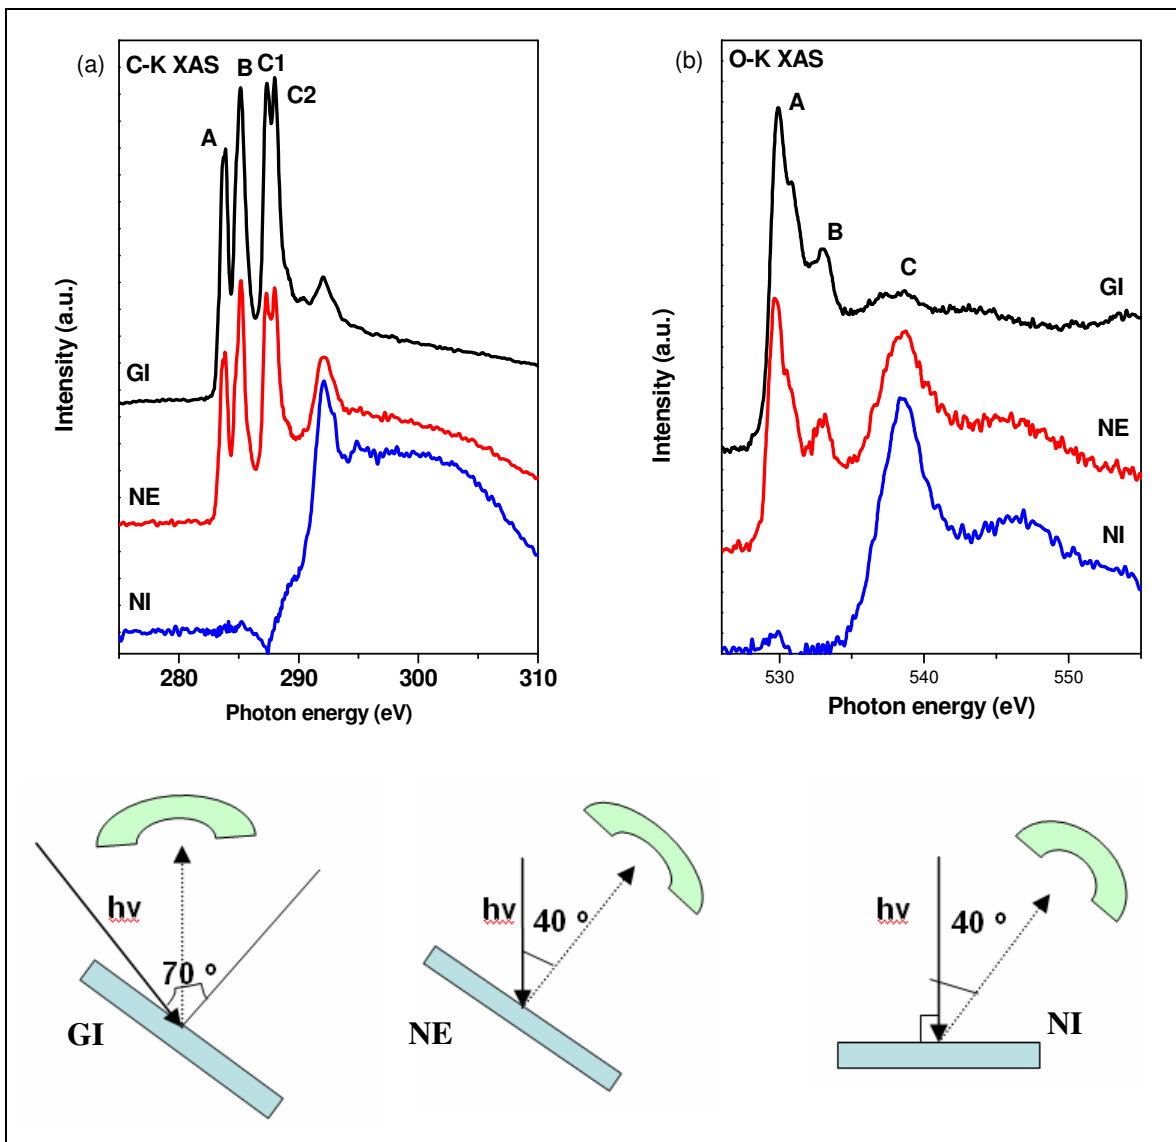 (a) C-K XAS
A
B
C1
C2
GI
NE
NI
280 290 300 310
Photon energy (eV)
Intensity (a.u.)
(b) O-K XAS
A
B
C
GI
NE
NI
530 540 550
Photon energy (eV)
Intensity (a.u.)
hν
70 º
GI
hν
40 º
NE
hν
40 º
NI